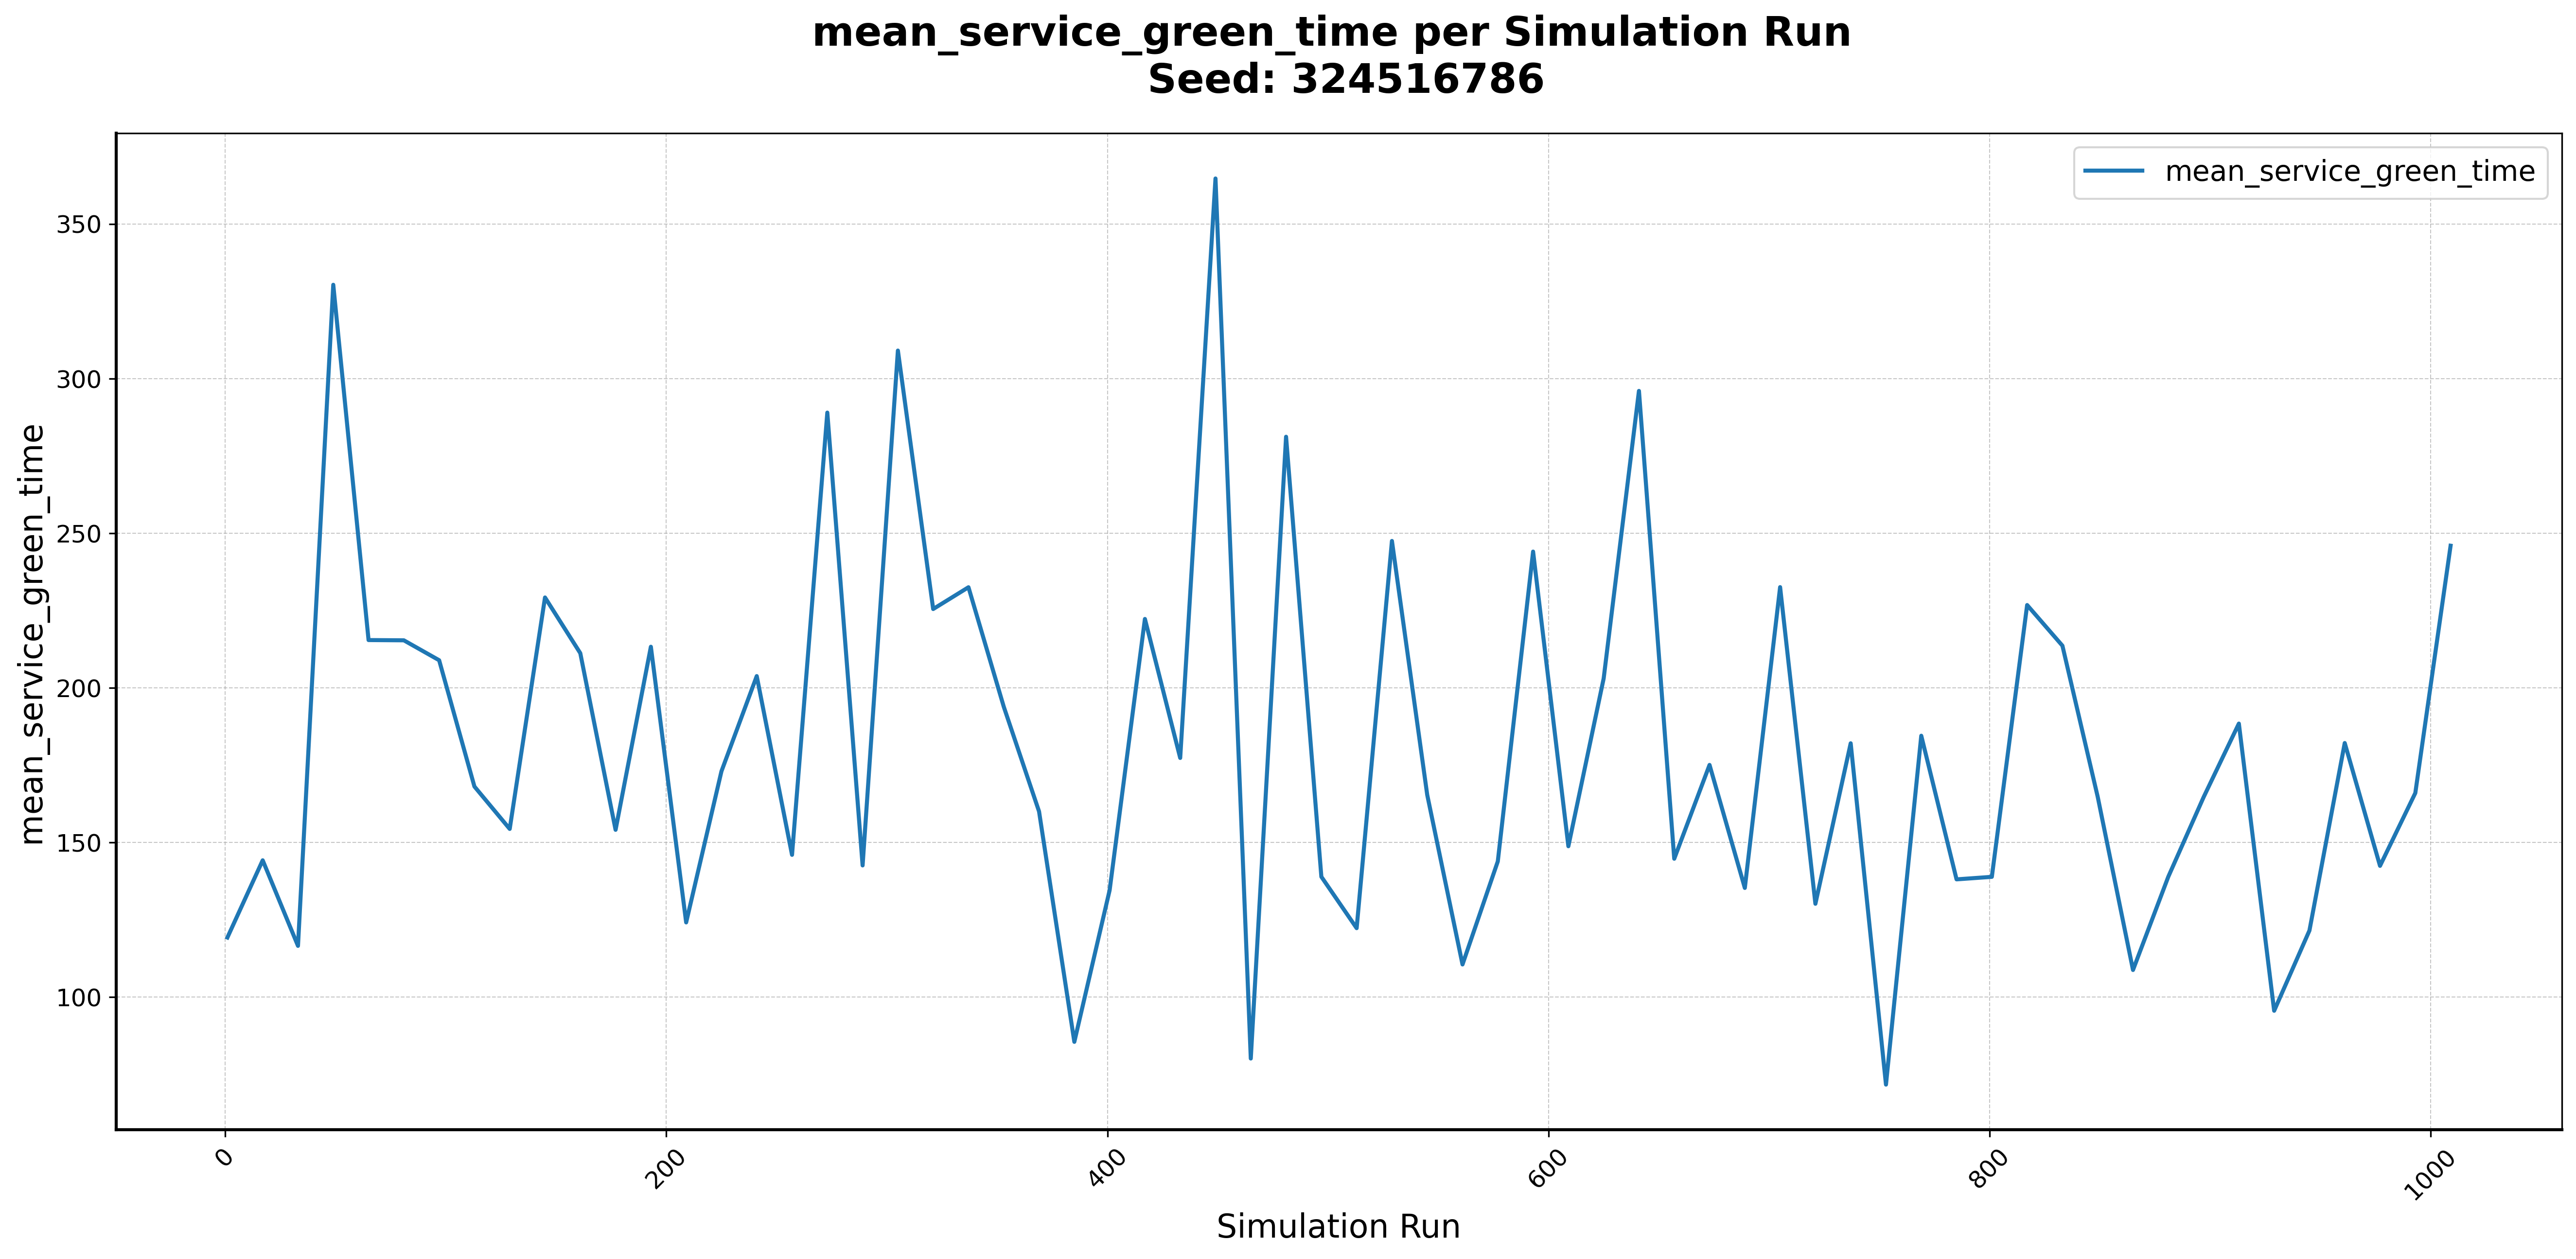 mean_service_green_time per Simulation Run
Seed: 324516786
mean_service_green_time
mean_service_green_time
350
300
250
200
150
100
0
200
400
600
800
1000
Simulation Run